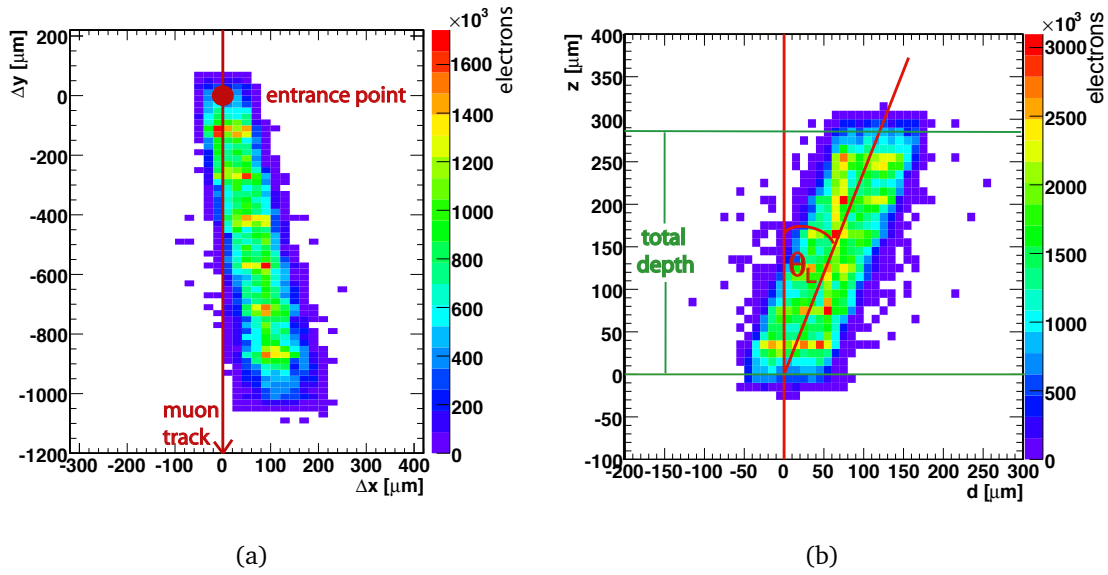 ×10³
electrons
Δy [μm]
200
0
-200
-400
-600
-800
-1000
-1200
entrance point
muon
track
1600
1400
1200
1000
800
600
400
200
0
-300 -200 -100 0 100 200 300 400
Δx [μm]
(a)
×10³
electrons
z [μm]
400
350
300
250
200
150
100
50
0
-50
-100
total
depth
θL
3000
2500
2000
1500
1000
500
0
-200 -150 -100 -50 0 50 100 150 200 250 300
d [μm]
(b)